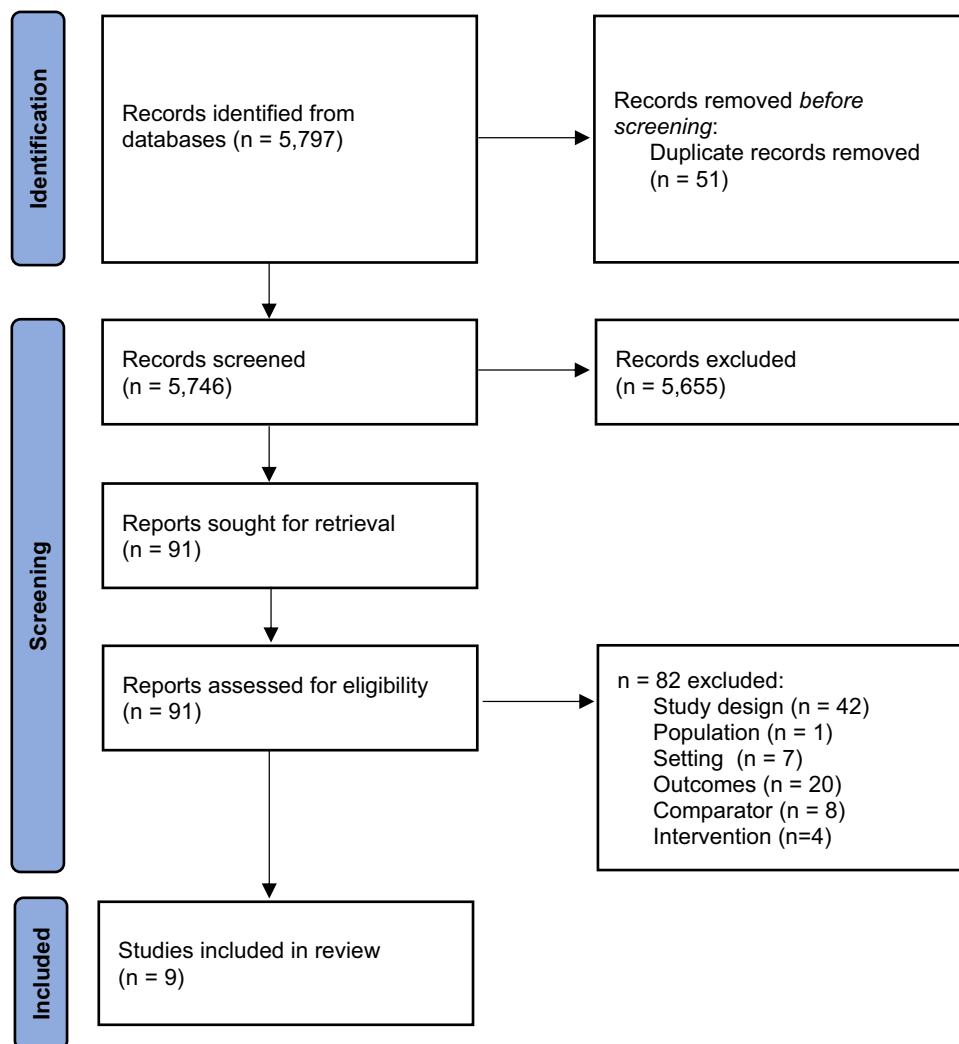 Identification
Records identified from
databases (n = 5,797)
Records removed before
screening:
Duplicate records removed
(n = 51)
Screening
Records screened
(n = 5,746)
Records excluded
(n = 5,655)
Reports sought for retrieval
(n = 91)
Reports assessed for eligibility
(n = 91)
n = 82 excluded:
Study design (n = 42)
Population (n = 1)
Setting  (n = 7)
Outcomes (n = 20)
Comparator (n = 8)
Intervention (n=4)
Included
Studies included in review
(n = 9)